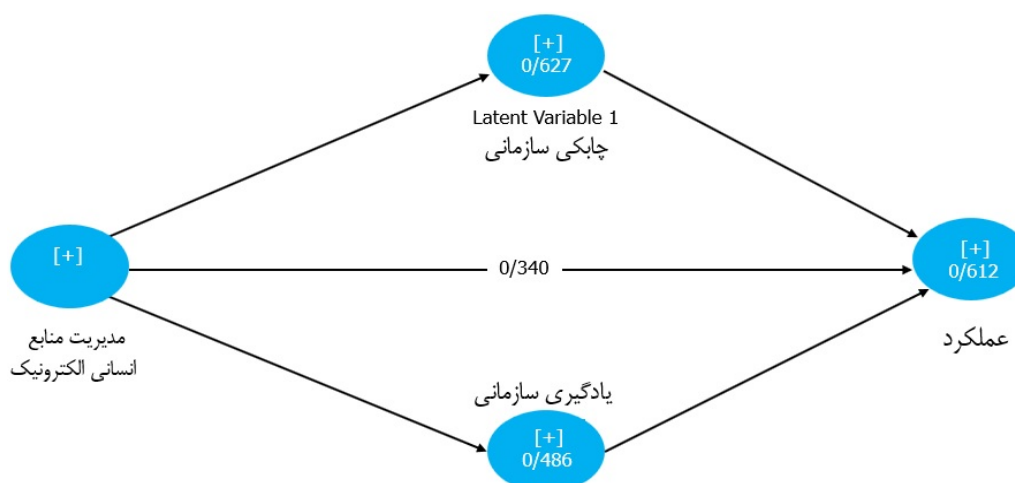 [+]
0/627
Latent Variable 1
چابکی سازمانی
[+]
0/340
[+]
0/612
مدیریت منابع
انسانی الکترونیک
عملکرد
یادگیری سازمانی
[+]
0/486